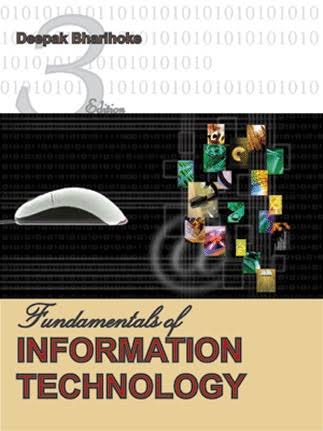 Deepak Bharihoke
3
Edition
@
Fundamentals of
INFORMATION
TECHNOLOGY